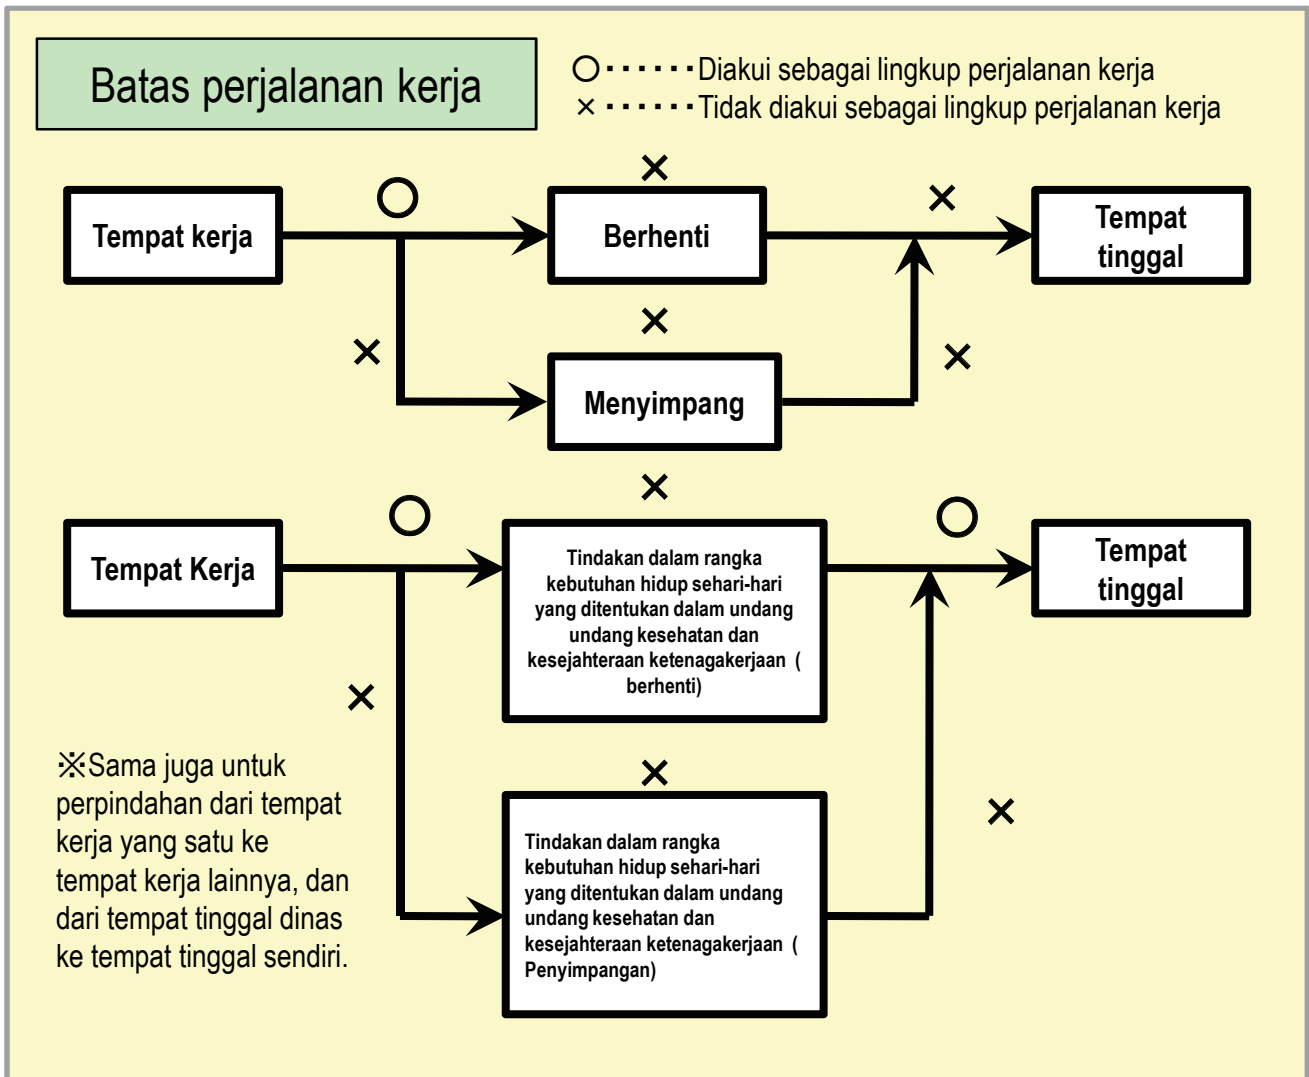 Batas perjalanan kerja
○······Diakui sebagai lingkup perjalanan kerja
×······Tidak diakui sebagai lingkup perjalanan kerja
×
○
×
Tempat kerja
Berhenti
Tempat
tinggal
×
×
×
Menyimpang
×
○
○
Tempat Kerja
Tindakan dalam rangka
kebutuhan hidup sehari-hari
yang ditentukan dalam undang
undang kesehatan dan
kesejahteraan ketenagakerjaan (
berhenti)
Tempat
tinggal
×
※Sama juga untuk
perpindahan dari tempat
kerja yang satu ke
tempat kerja lainnya, dan
dari tempat tinggal dinas
ke tempat tinggal sendiri.
×
×
Tindakan dalam rangka
kebutuhan hidup sehari-hari
yang ditentukan dalam undang
undang kesehatan dan
kesejahteraan ketenagakerjaan (
Penyimpangan)